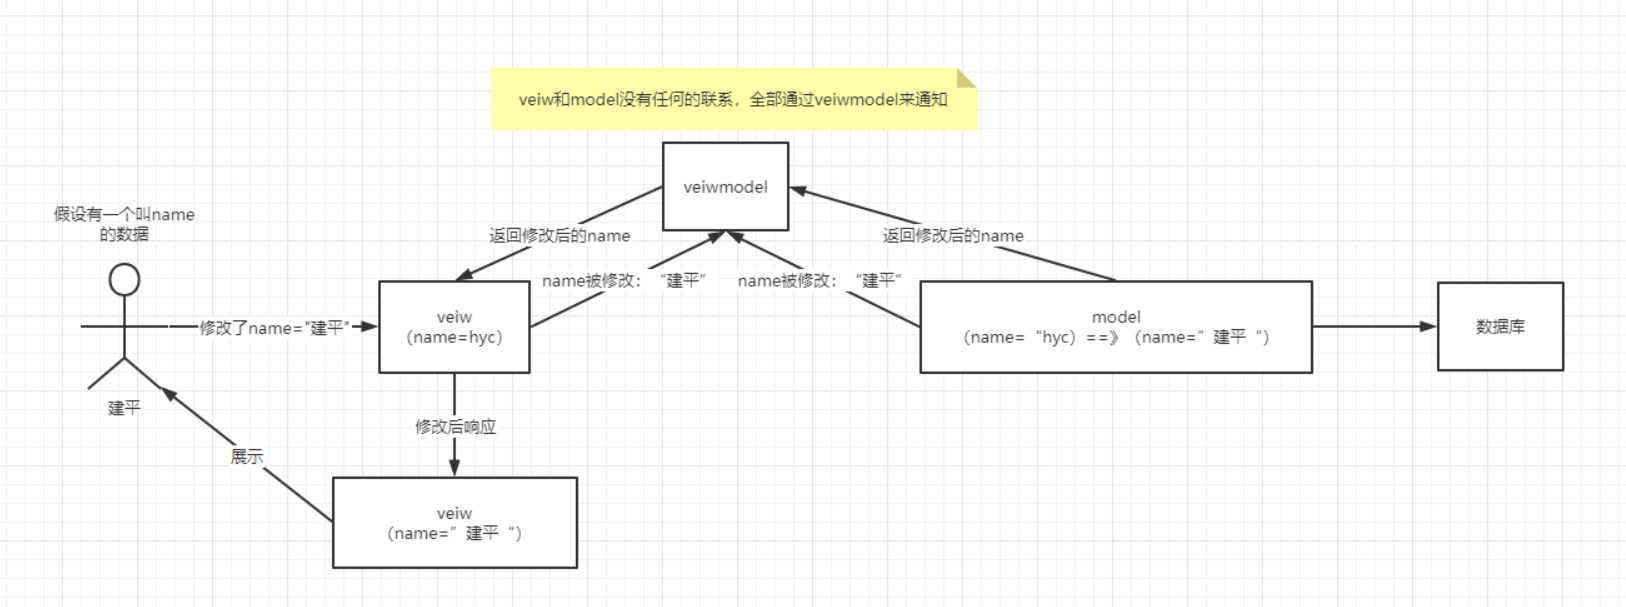 veiw和model没有任何的联系，全部通过veiwmodel来通知
veiwmodel
假设有一个叫name
的数据
返回修改后的name
返回修改后的name
name被修改：“建平”
name被修改：“建平”
修改了name="建平"
veiw
（name=hyc）
model
（name=“hyc）==》（name=”建平“）
数据库
建平
修改后响应
展示
veiw
（name=”建平“）